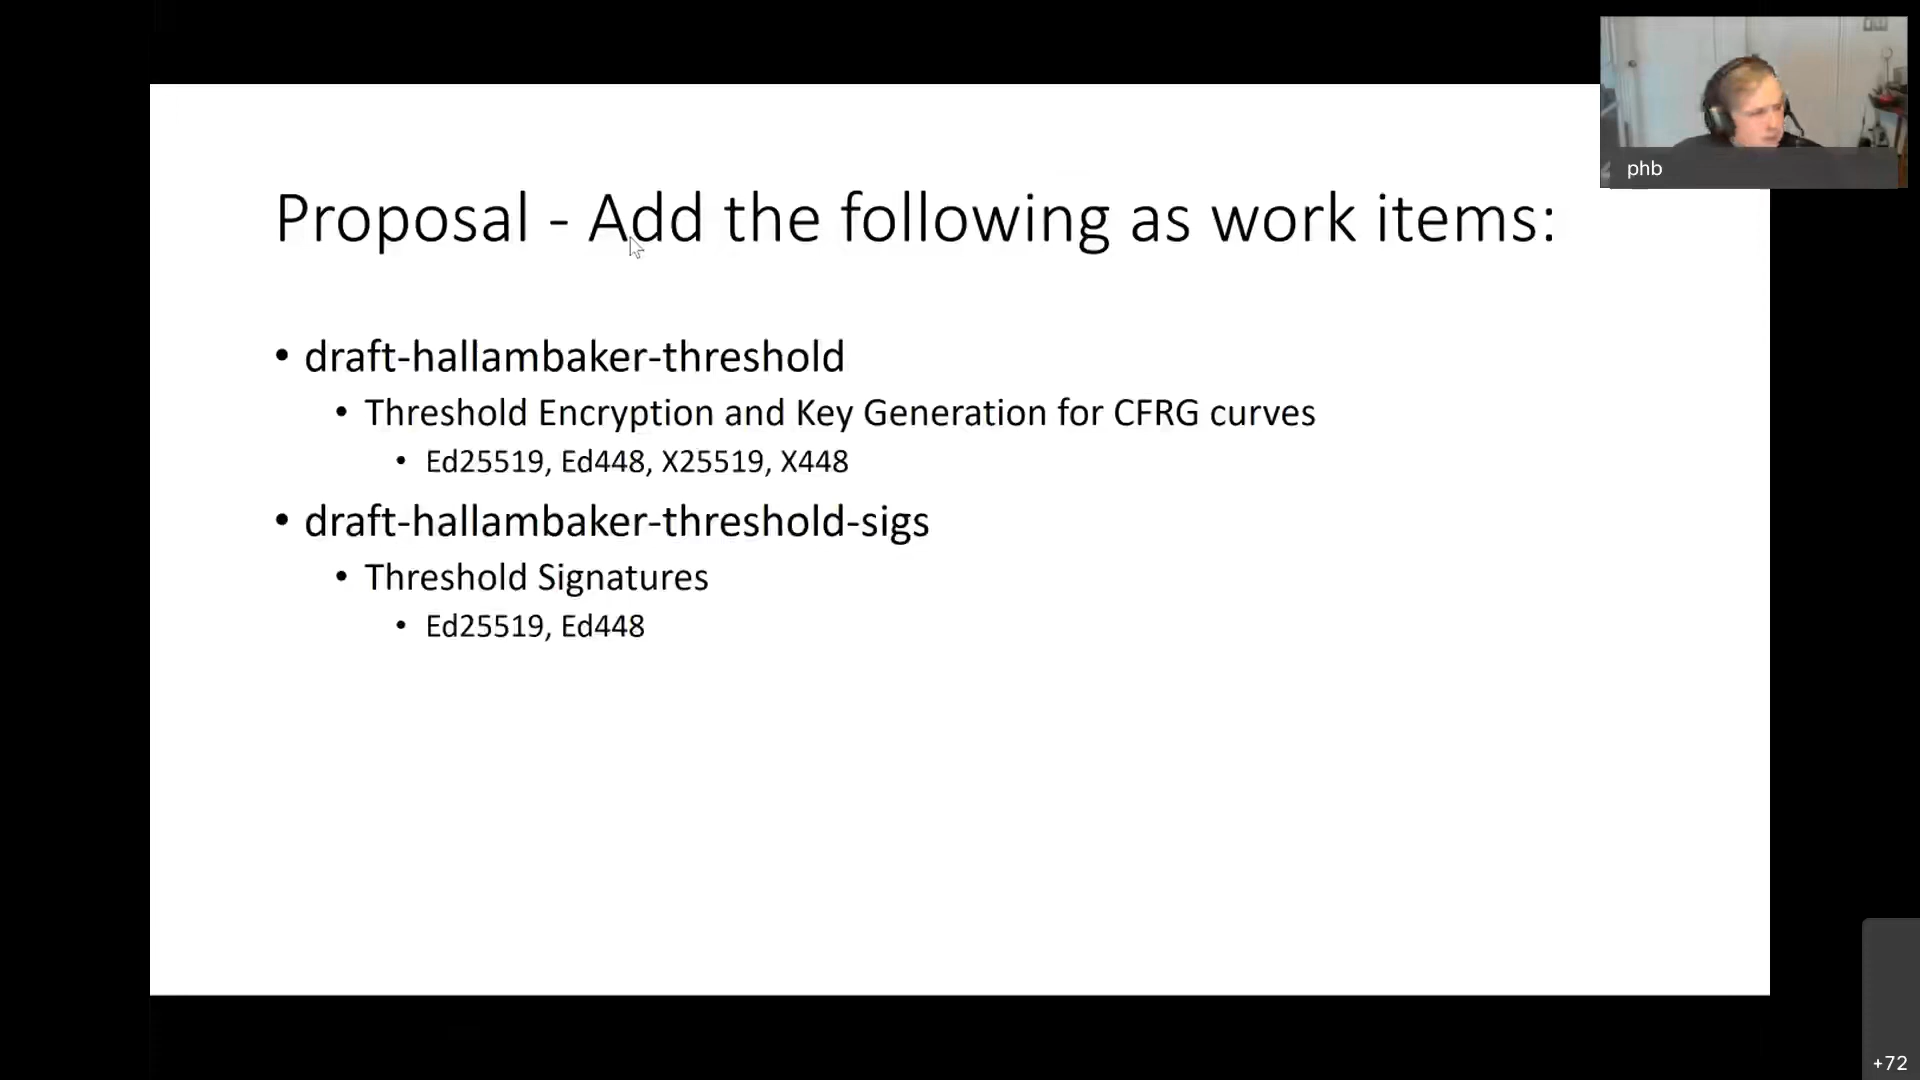 phb
Proposal - Add the following as work items:
• draft-hallambaker-threshold
• Threshold Encryption and Key Generation for CFRG curves
• Ed25519, Ed448, X25519, X448
• draft-hallambaker-threshold-sigs
• Threshold Signatures
• Ed25519, Ed448
+72